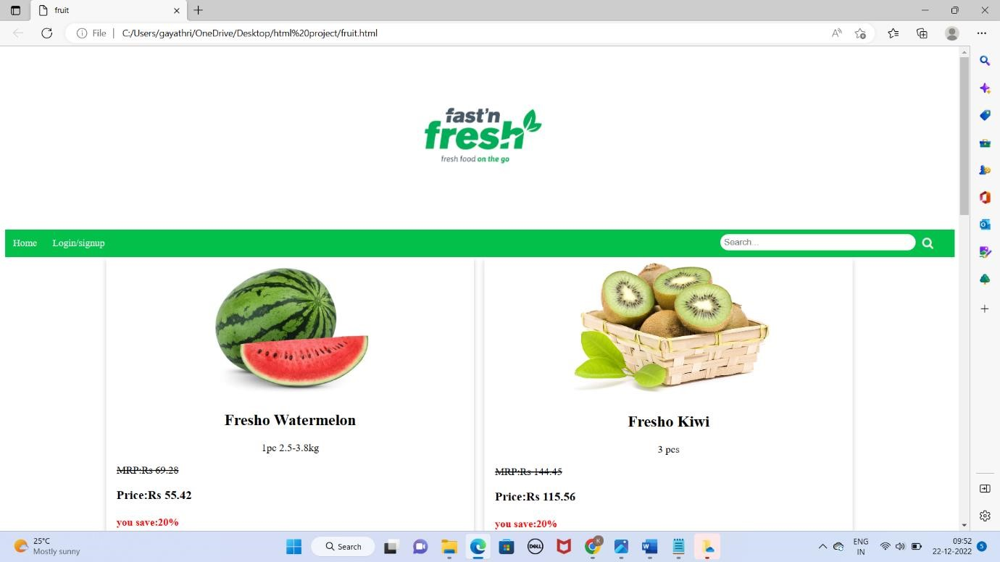 fruit
File
C:/Users/gayathri/OneDrive/Desktop/html%20project/fruit.html
fast'n
fresh
fresh food on the go
Home Login/signup Search...
Fresho Watermelon
1pc 2.5-3.8kg
MRP:Rs 69.28
Price:Rs 55.42
you save:20%
Fresho Kiwi
3 pcs
MRP:Rs 144.45
Price:Rs 115.56
you save:20%
25°C
Mostly sunny
Search
DELL
K
ENG
IN
09:52
22-12-2022
5